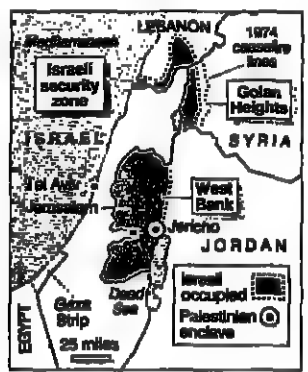 LEBANON
Mediterranean
1974
ceasefire
lines
Israeli
security
zone
Golan
Heights
ISRAEL
SYRIA
Tel Aviv
Jerusalem
West
Bank
Jericho
JORDAN
Gaza
Strip
Dead
Sea
EGYPT
25 miles
Israeli
occupied
Palestinian
enclave